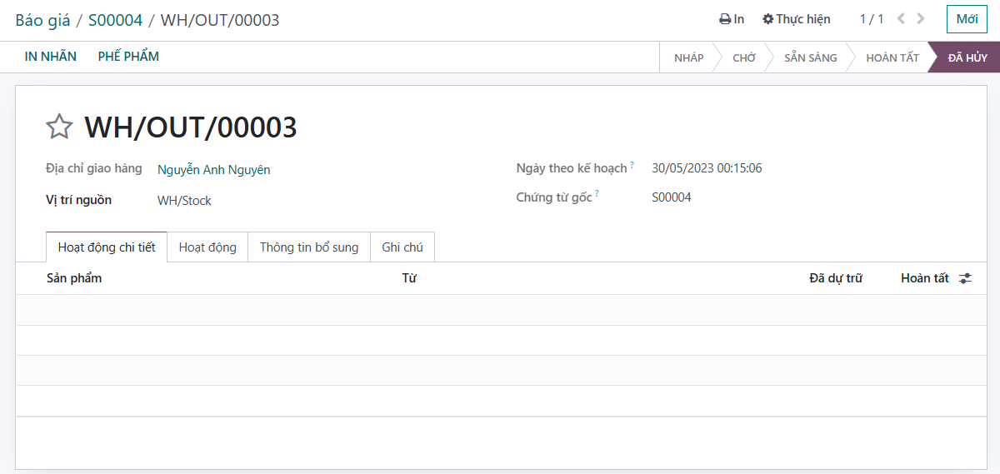 Báo giá / S00004 / WH/OUT/00003
In
Thực hiện
1 / 1
Mới
IN NHÃN
PHẾ PHẨM
NHÁP
CHỜ
SẴN SÀNG
HOÀN TẤT
ĐÃ HỦY
WH/OUT/00003
Địa chỉ giao hàng Nguyễn Anh Nguyên
Ngày theo kế hoạch ? 30/05/2023 00:15:06
Vị trí nguồn WH/Stock
Chứng từ gốc ? S00004
Hoạt động chi tiết
Hoạt động
Thông tin bổ sung
Ghi chú
Sản phẩm
Từ
Đã dự trữ
Hoàn tất